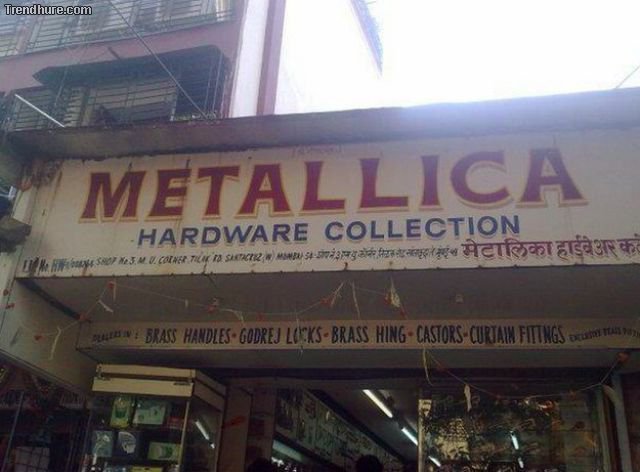 Trendhure.com
METALLICA
HARDWARE COLLECTION
SHOP No. 3. M. U. CORNER. TILAK RD. SANTACRUZ (W) MUMBAI-54
मेटालिका हार्डवेअर
DEALERS IN : BRASS HANDLES • GODREJ LOCKS • BRASS HING • CASTORS • CURTAIN FITTNGS